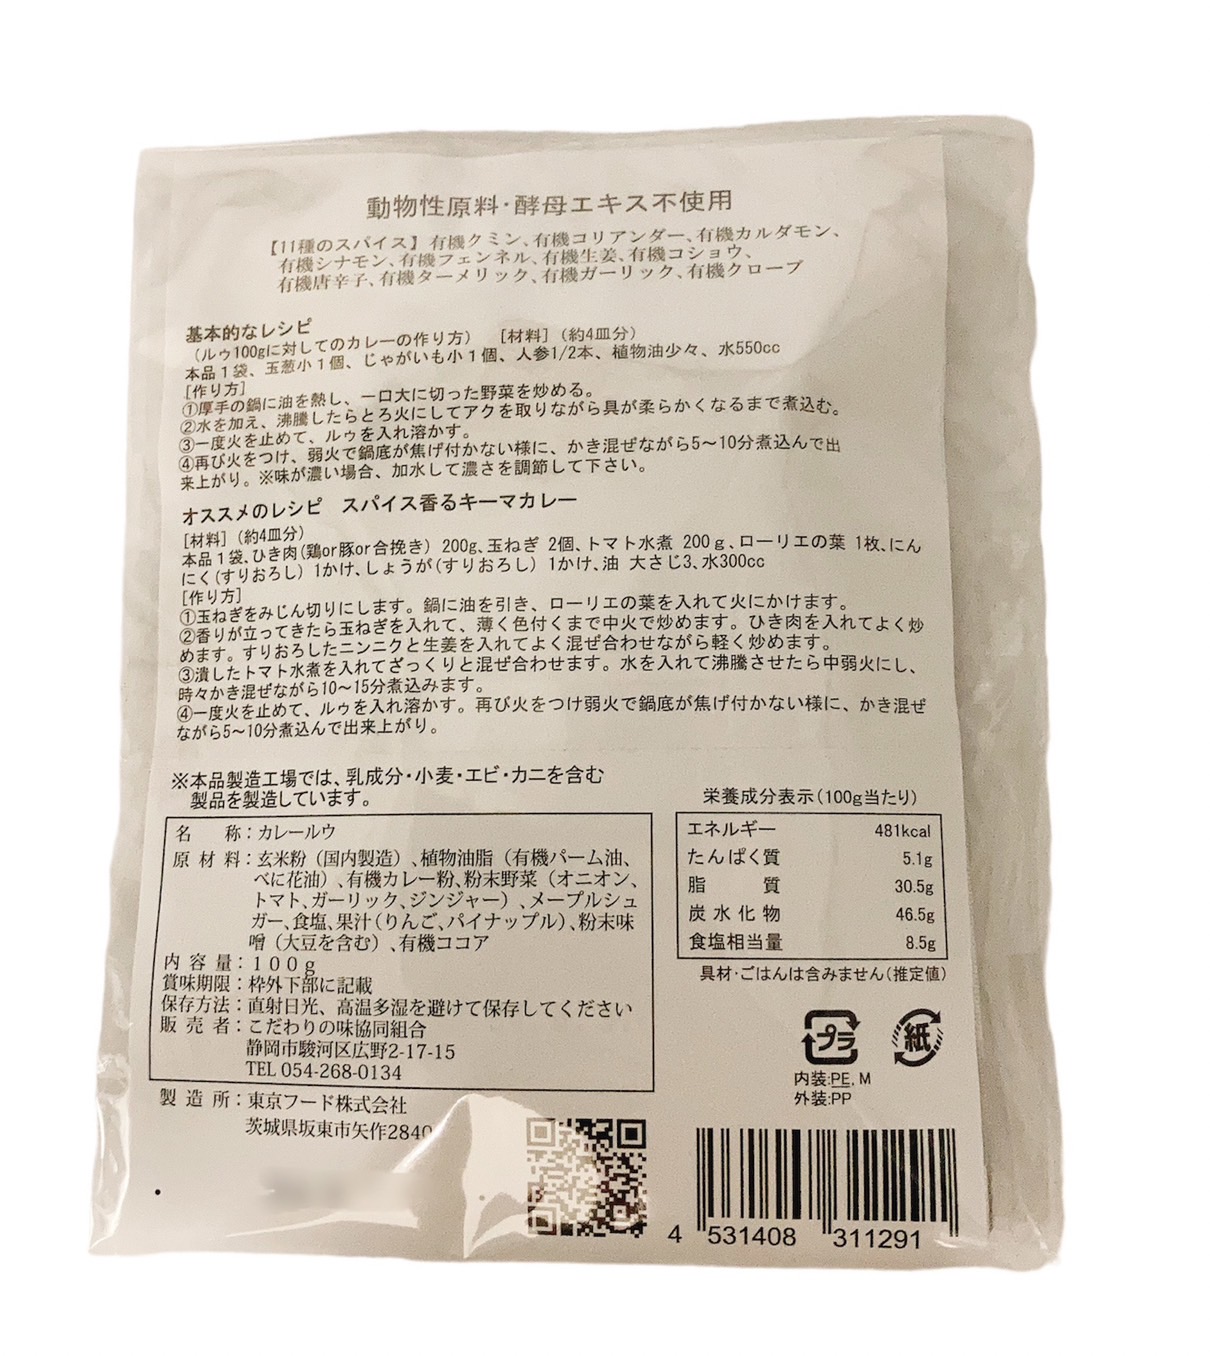 動物性原料・酵母エキス不使用
【11種のスパイス】有機クミン、有機コリアンダー、有機カルダモン、
有機シナモン、有機フェンネル、有機生姜、有機コショウ、
有機唐辛子、有機ターメリック、有機ガーリック、有機クローブ
基本的なレシピ
（ルゥ100gに対してのカレーの作り方） [材料]（約4皿分）
本品1袋、玉葱小1個、じゃがいも小1個、人参1/2本、植物油少々、水550cc
[作り方]
①厚手の鍋に油を熱し、一口大に切った野菜を炒める。
②水を加え、沸騰したらとろ火にしてアクを取りながら具が柔らかくなるまで煮込む。
③一度火を止めて、ルゥを入れ溶かす。
④再び火をつけ、弱火で鍋底が焦げ付かない様に、かき混ぜながら5～10分煮込んで出
来上がり。※味が濃い場合、加水して濃さを調節して下さい。
オススメのレシピ スパイス香るキーマカレー
[材料]（約4皿分）
本品1袋、ひき肉(鶏or豚or合挽き) 200g、玉ねぎ 2個、トマト水煮 200g、ローリエの葉 1枚、にん
にく(すりおろし) 1かけ、しょうが(すりおろし) 1かけ、油 大さじ3、水300cc
[作り方]
①玉ねぎをみじん切りにします。鍋に油を引き、ローリエの葉を入れて火にかけます。
②香りが立ってきたら玉ねぎを入れて、薄く色付くまで中火で炒めます。ひき肉を入れてよく炒
めます。すりおろしたニンニクと生姜を入れてよく混ぜ合わせながら軽く炒めます。
③潰したトマト水煮を入れてざっくりと混ぜ合わせます。水を入れて沸騰させたら中弱火にし、
時々かき混ぜながら10～15分煮込みます。
④一度火を止めて、ルゥを入れ溶かす。再び火をつけ弱火で鍋底が焦げ付かない様に、かき混ぜ
ながら5～10分煮込んで出来上がり。
※本品製造工場では、乳成分・小麦・エビ・カニを含む
製品を製造しています。
名 称：カレールウ
原材料：玄米粉（国内製造）、植物油脂（有機パーム油、
べに花油）、有機カレー粉、粉末野菜（オニオン、
トマト、ガーリック、ジンジャー）、メープルシュ
ガー、食塩、果汁（りんご、パイナップル）、粉末味
噌（大豆を含む）、有機ココア
内容量：100g
賞味期限：枠外下部に記載
保存方法：直射日光、高温多湿を避けて保存してください
販売者：こだわりの味協同組合
静岡市駿河区広野2-17-15
TEL 054-268-0134
製造所：東京フード株式会社
茨城県坂東市矢作2840
栄養成分表示（100g当たり）
エネルギー 481kcal
たんぱく質 5.1g
脂質 30.5g
炭水化物 46.5g
食塩相当量 8.5g
具材・ごはんは含みません（推定値）
プラ 紙
内装:PE, M
外装:PP
4 531408 311291